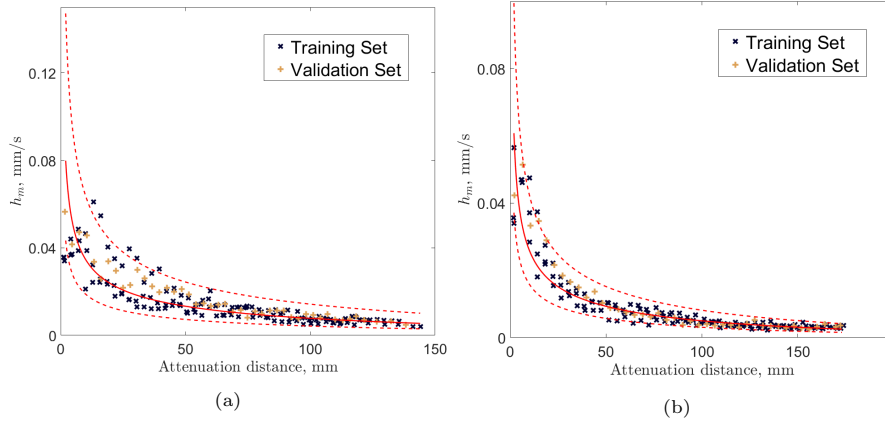 0.12
0.08
0.04
0
h_m, mm/s
Training Set
Validation Set
0 50 100 150
Attenuation distance, mm
(a)
0.08
0.04
0
h_m, mm/s
Training Set
Validation Set
0 50 100 150
Attenuation distance, mm
(b)